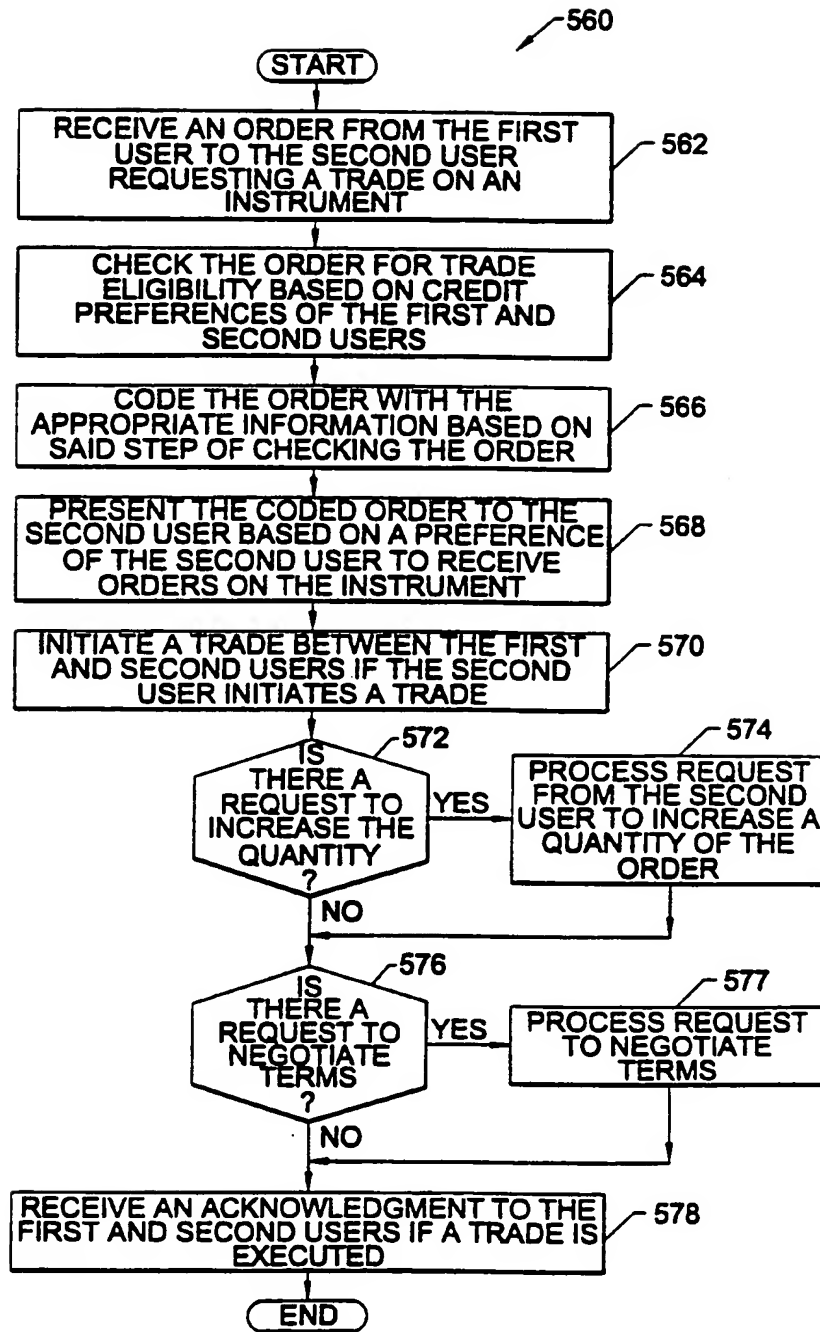 560
START
RECEIVE AN ORDER FROM THE FIRST
USER TO THE SECOND USER
REQUESTING A TRADE ON AN
INSTRUMENT
562
CHECK THE ORDER FOR TRADE
ELIGIBILITY BASED ON CREDIT
PREFERENCES OF THE FIRST AND
SECOND USERS
564
CODE THE ORDER WITH THE
APPROPRIATE INFORMATION BASED ON
SAID STEP OF CHECKING THE ORDER
566
PRESENT THE CODED ORDER TO THE
SECOND USER BASED ON A PREFERENCE
OF THE SECOND USER TO RECEIVE
ORDERS ON THE INSTRUMENT
568
INITIATE A TRADE BETWEEN THE FIRST
AND SECOND USERS IF THE SECOND
USER INITIATES A TRADE
570
572
IS
THERE A
REQUEST TO
INCREASE THE
QUANTITY
?
YES
NO
574
PROCESS REQUEST
FROM THE SECOND
USER TO INCREASE A
QUANTITY OF THE
ORDER
576
IS
THERE A
REQUEST TO
NEGOTIATE
TERMS
?
YES
NO
577
PROCESS REQUEST
TO NEGOTIATE
TERMS
RECEIVE AN ACKNOWLEDGMENT TO THE
FIRST AND SECOND USERS IF A TRADE IS
EXECUTED
578
END